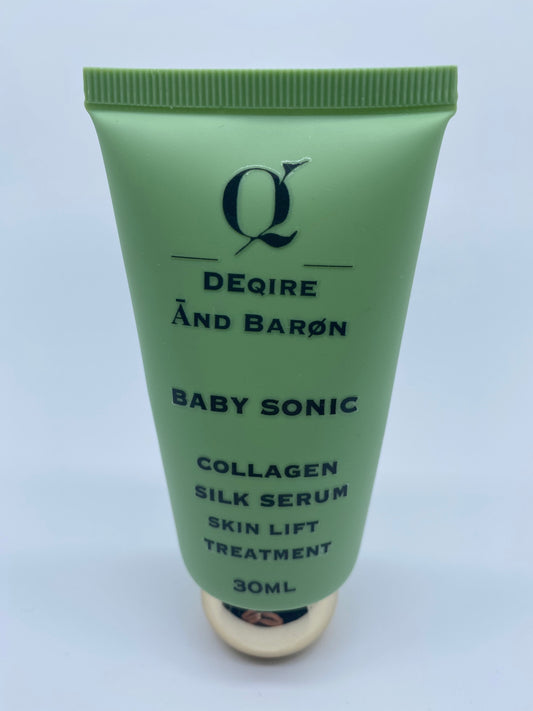 Q
DEQIRE
ĀND BARØN
BABY SONIC
COLLAGEN
SILK SERUM
SKIN LIFT
TREATMENT
30ML